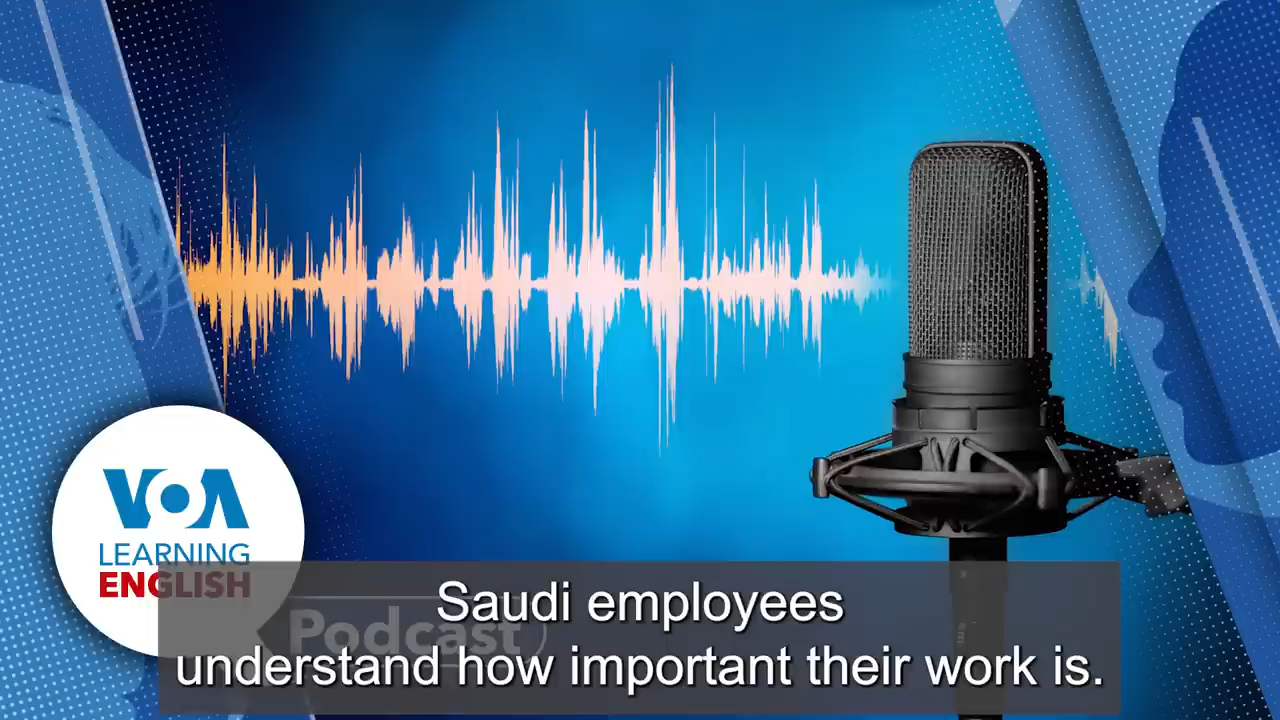 VOA
LEARNING
ENGLISH
Podcast
Saudi employees
understand how important their work is.